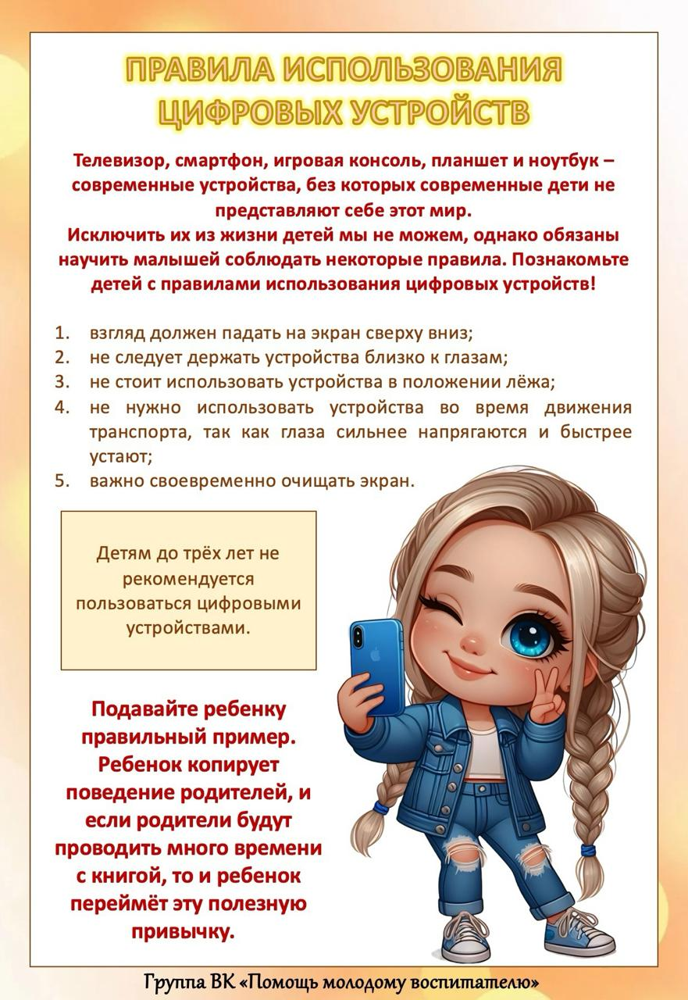 ПРАВИЛА ИСПОЛЬЗОВАНИЯ
ЦИФРОВЫХ УСТРОЙСТВ
Телевизор, смартфон, игровая консоль, планшет и ноутбук –
современные устройства, без которых современные дети не
представляют себе этот мир.
Исключить их из жизни детей мы не можем, однако обязаны
научить малышей соблюдать некоторые правила. Познакомьте
детей с правилами использования цифровых устройств!
1. взгляд должен падать на экран сверху вниз;
2. не следует держать устройства близко к глазам;
3. не стоит использовать устройства в положении лёжа;
4. не нужно использовать устройства во время движения
транспорта, так как глаза сильнее напрягаются и быстрее
устают;
5. важно своевременно очищать экран.
Детям до трёх лет не
рекомендуется
пользоваться цифровыми
устройствами.
Подавайте ребенку
правильный пример.
Ребенок копирует
поведение родителей, и
если родители будут
проводить много времени
с книгой, то и ребенок
переймёт эту полезную
привычку.
Группа ВК «Помощь молодому воспитателю»